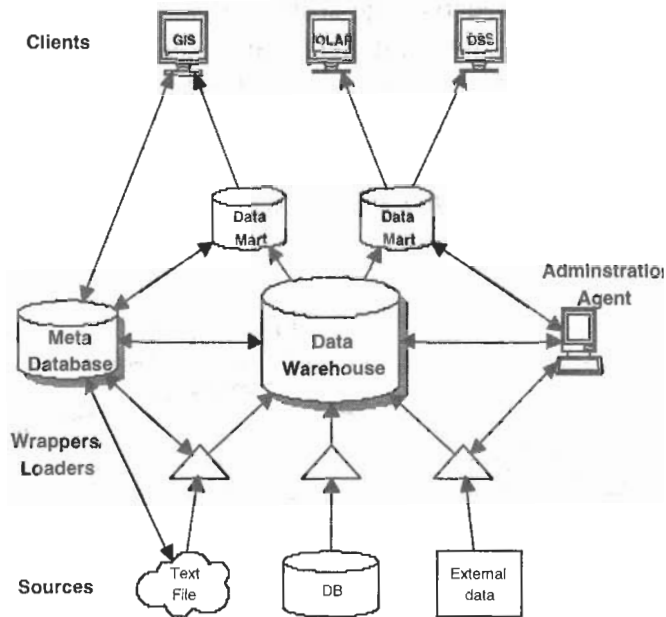 Clients
GIS
OLAP
DSS
Data
Mart
Data
Mart
Adminstration
Agent
Meta
Database
Data
Warehouse
Wrappers/
Loaders
Sources
Text
File
DB
External
data